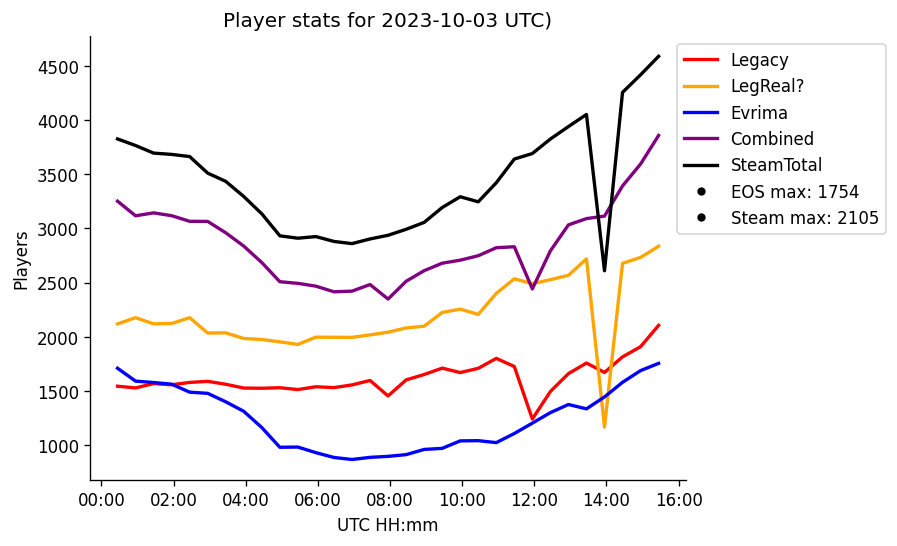 Player stats for 2023-10-03 UTC)
Players
4500
4000
3500
3000
2500
2000
1500
1000
00:00 02:00 04:00 06:00 08:00 10:00 12:00 14:00 16:00
UTC HH:mm
Legacy
LegReal?
Evrima
Combined
SteamTotal
EOS max: 1754
Steam max: 2105